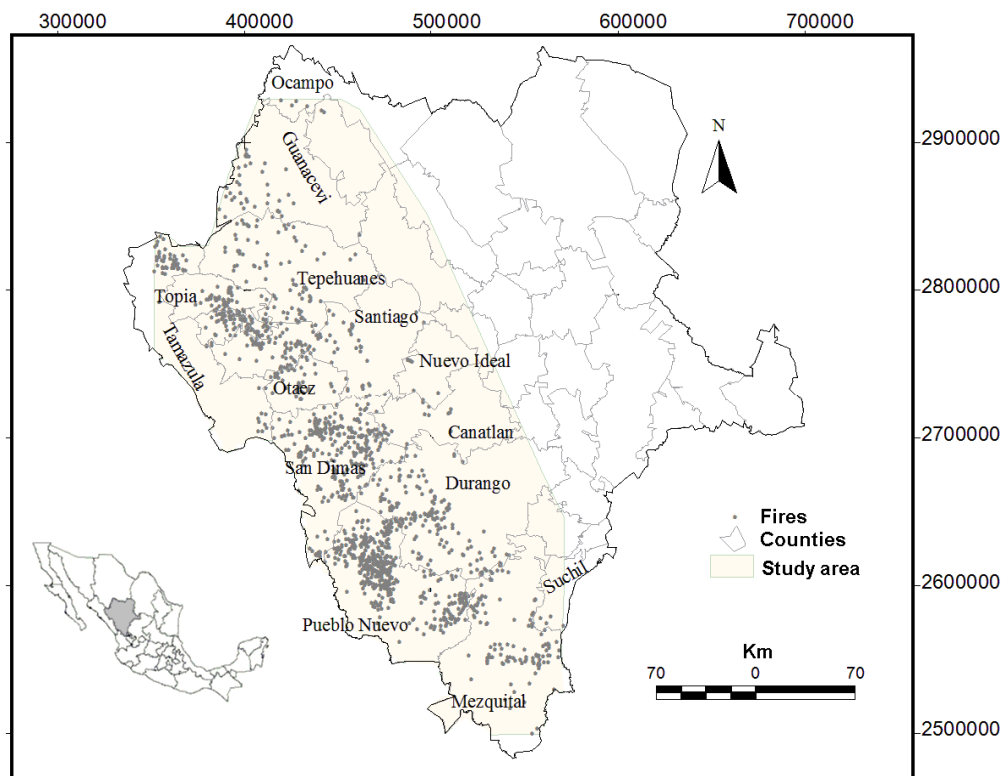 300000 400000 500000 600000 700000
Ocampo
N
2900000
Guanacevi
2800000
Tepehuanes
Topia
Santiago
Tamazula
Nuevo Ideal
Otaez
2700000
Canatlan
San Dimas
Durango
Fires
Counties
Study area
2600000
Suchil
Pueblo Nuevo
Km
70 0 70
Mezquital
2500000